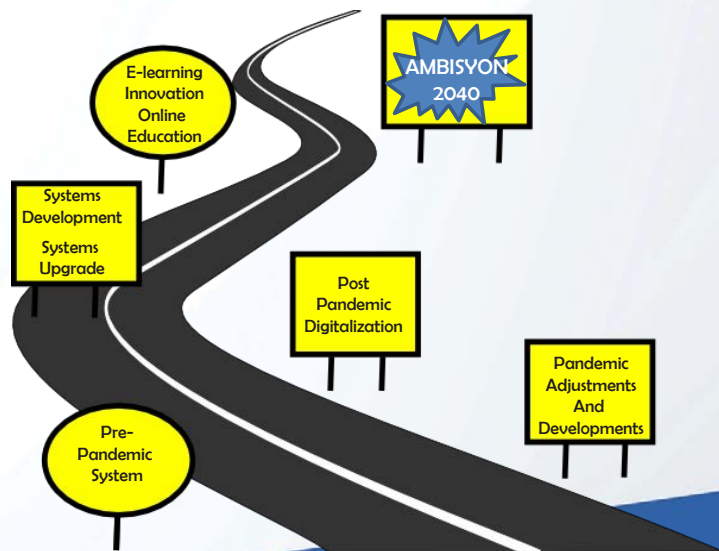 AMBISYON
2040
E-learning
Innovation
Online
Education
Systems
Development
Systems
Upgrade
Post
Pandemic
Digitalization
Pandemic
Adjustments
And
Developments
Pre-
Pandemic
System